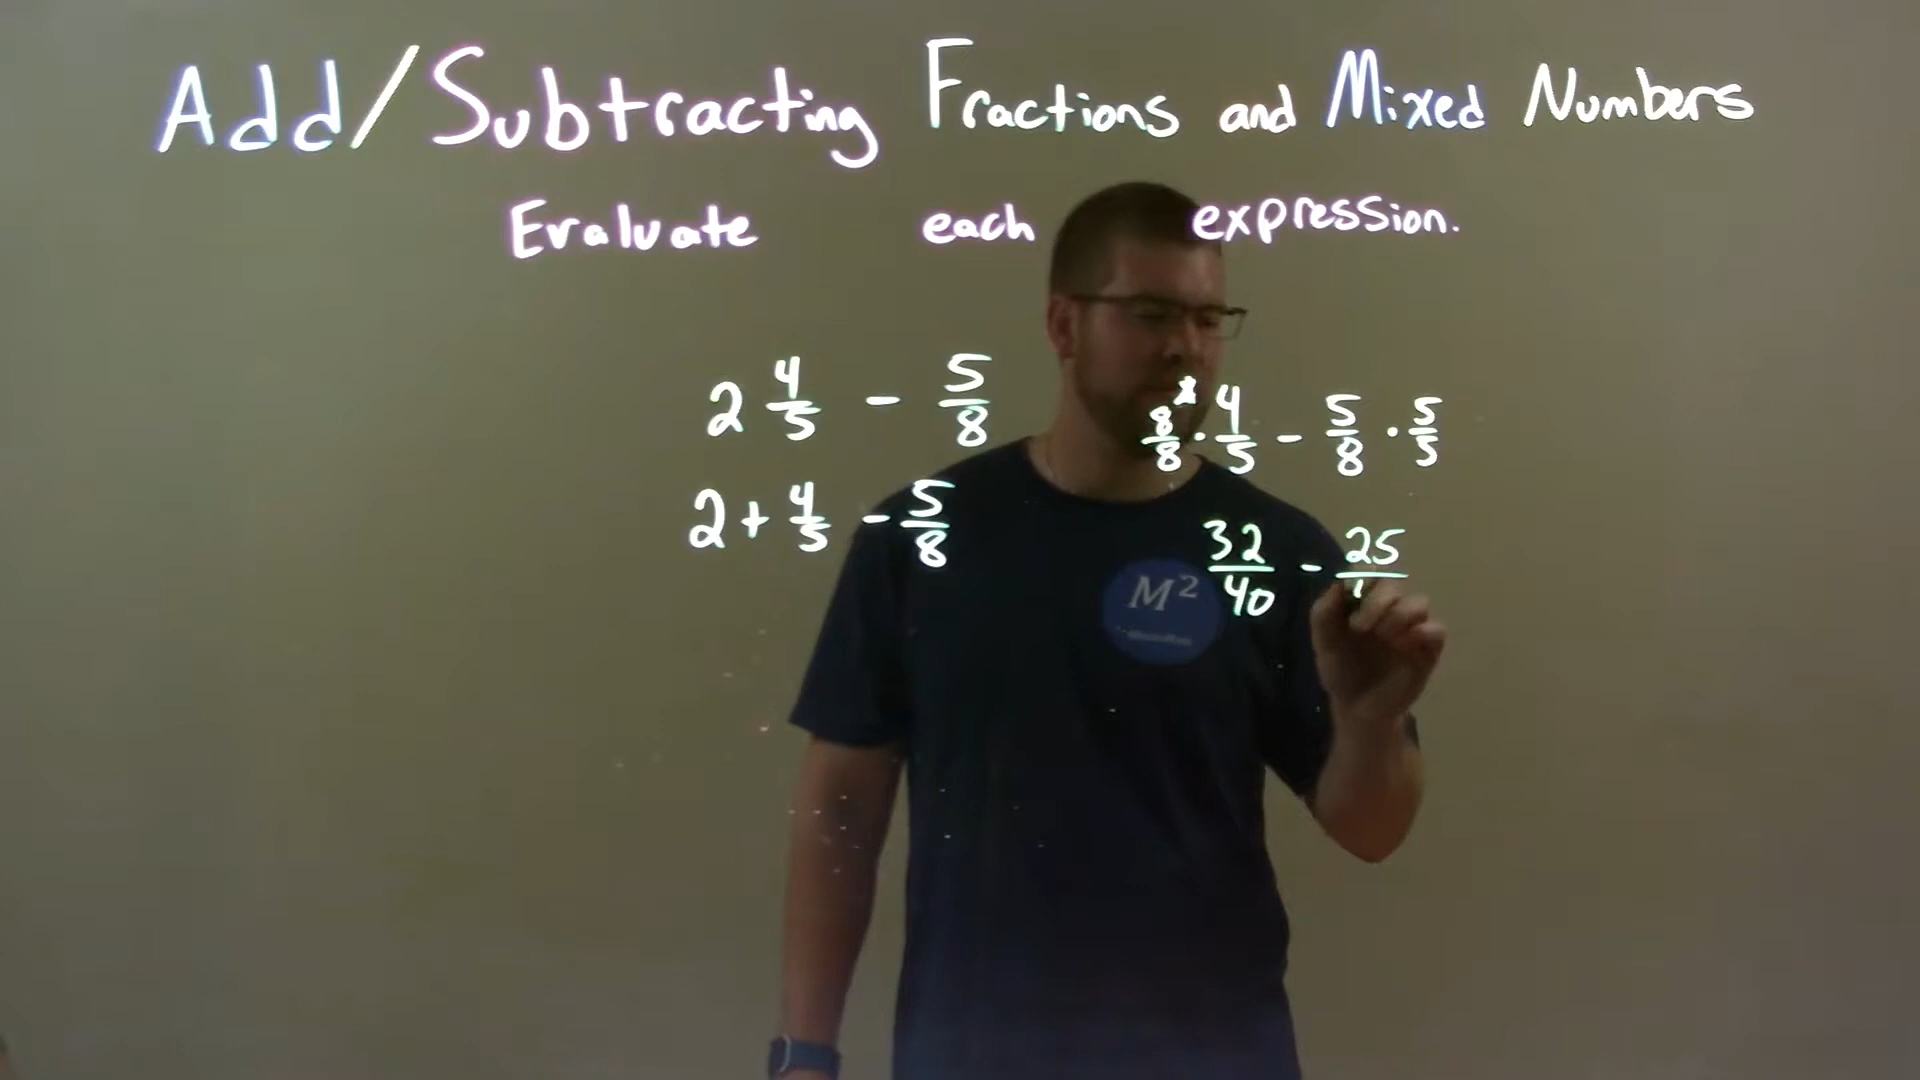 Add/Subtracting Fractions and Mixed Numbers
Evaluate each expression.
2 4/5 - 5/8
8/8 · 4/5 - 5/8 · 5/5
2 + 4/5 - 5/8
32/40 - 25/
M²